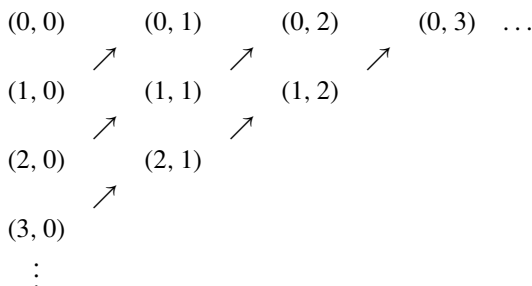 (0, 0) (0, 1) (0, 2) (0, 3) …
↗ ↗ ↗
(1, 0) (1, 1) (1, 2)
↗ ↗
(2, 0) (2, 1)
↗
(3, 0)
⋮